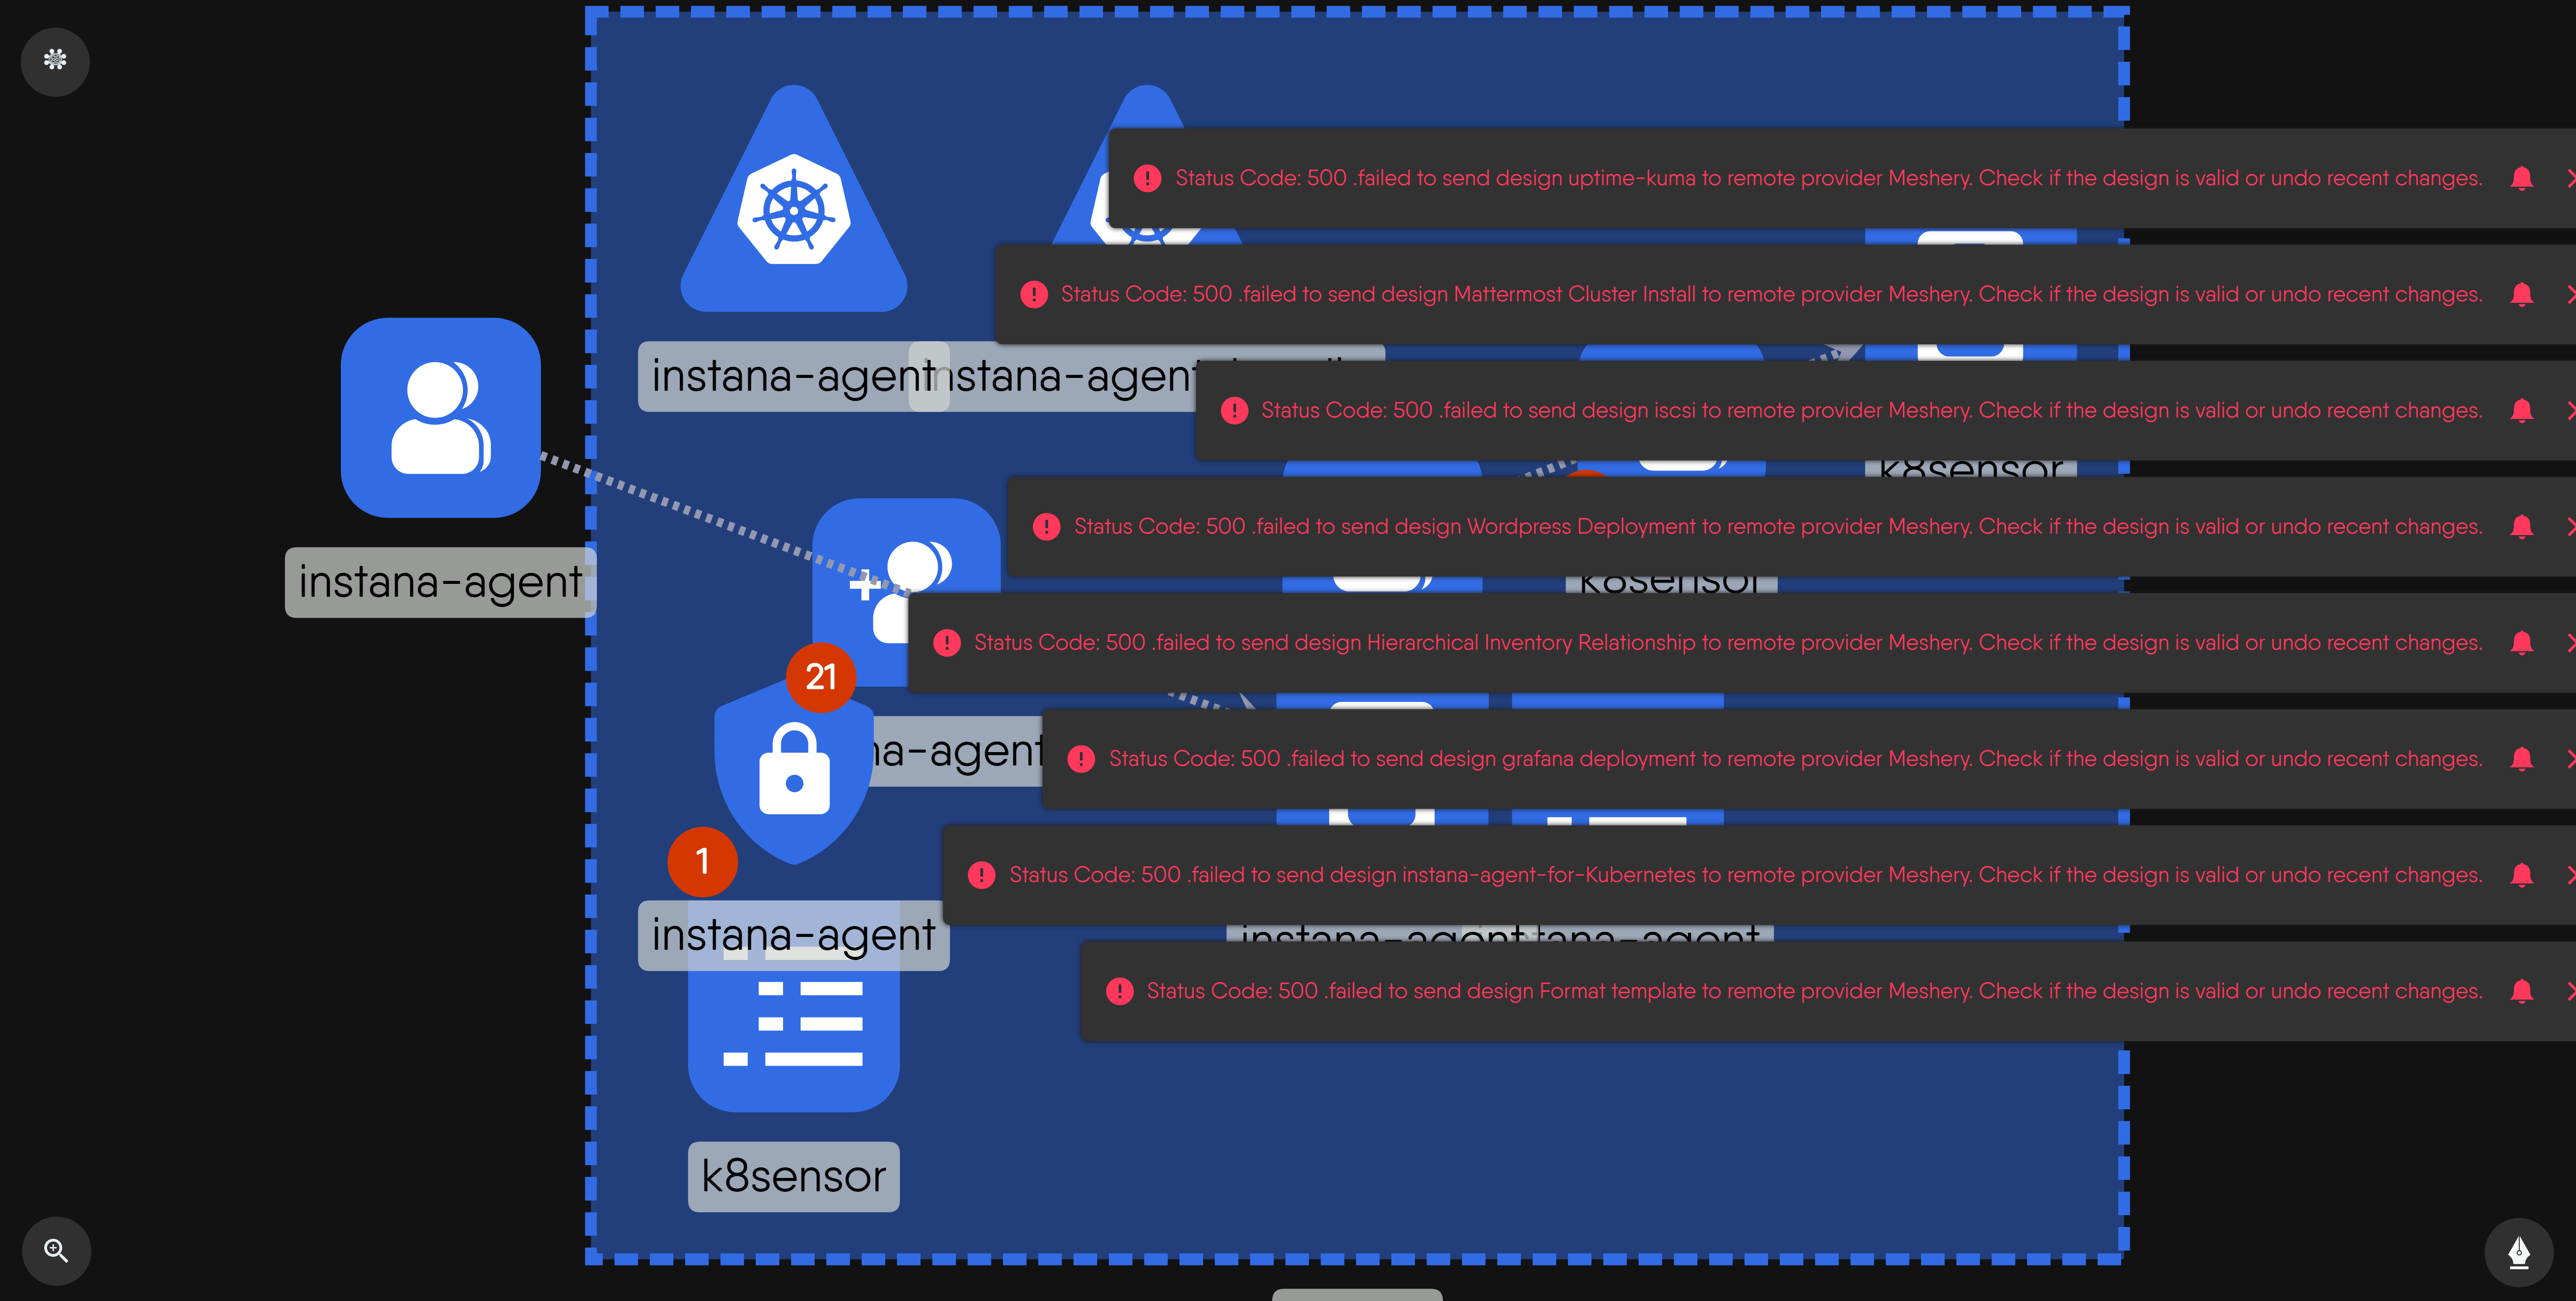 Status Code: 500 .failed to send design uptime-kuma to remote provider Meshery. Check if the design is valid or undo recent changes.
Status Code: 500 .failed to send design Mattermost Cluster Install to remote provider Meshery. Check if the design is valid or undo recent changes.
instana-agent
nstana-agent
Status Code: 500 .failed to send design iscsi to remote provider Meshery. Check if the design is valid or undo recent changes.
k8sensor
Status Code: 500 .failed to send design Wordpress Deployment to remote provider Meshery. Check if the design is valid or undo recent changes.
instana-agent
k8sensor
Status Code: 500 .failed to send design Hierarchical Inventory Relationship to remote provider Meshery. Check if the design is valid or undo recent changes.
21
na-agent
Status Code: 500 .failed to send design grafana deployment to remote provider Meshery. Check if the design is valid or undo recent changes.
1
Status Code: 500 .failed to send design instana-agent-for-Kubernetes to remote provider Meshery. Check if the design is valid or undo recent changes.
instana-agent
instana-agent
tana-agent
Status Code: 500 .failed to send design Format template to remote provider Meshery. Check if the design is valid or undo recent changes.
k8sensor